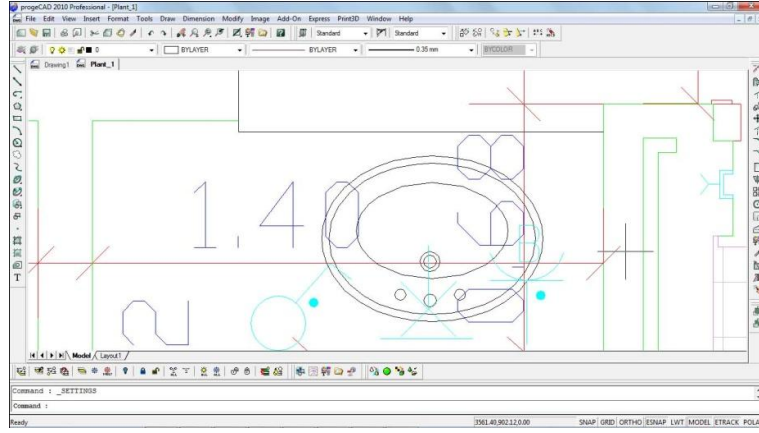 progeCAD 2010 Professional - [Plant_1]
File Edit View Insert Format Tools Draw Dimension Modify Image Add-On Express Print3D Window Help
Standard Standard
0 BYLAYER BYLAYER 0.35 mm BYCOLOR
Drawing1 Plant_1
1.40
2
Model Layout1
Command : _SETTINGS
Command :
Ready 3561.40,902.12,0.00 SNAP GRID ORTHO ESNAP LWT MODEL ETRACK POLA